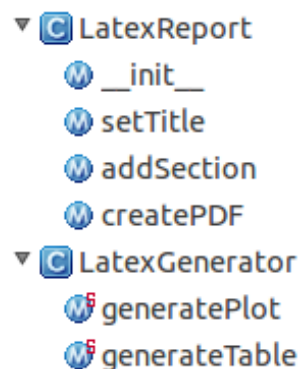 C LatexReport
M __init__
M setTitle
M addSection
M createPDF
C LatexGenerator
M S generatePlot
M S generateTable